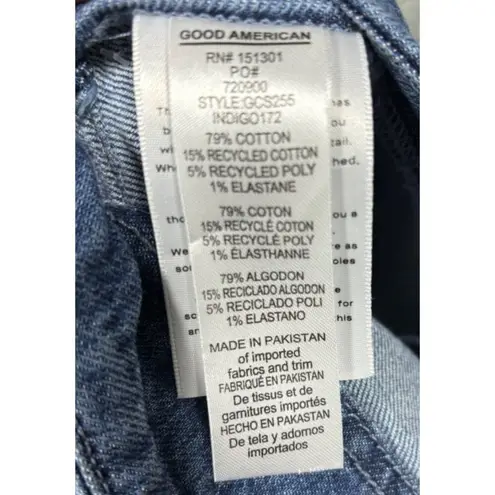 GOOD AMERICAN
RN# 151301
PO#
720900
STYLE:GCS255
INDIGO172
79% COTTON
15% RECYCLED COTTON
5% RECYCLED POLY
1% ELASTANE
79% COTON
15% RECYCLÉ COTON
5% RECYCLÉ POLY
1% ÉLASTHANNE
79% ALGODON
15% RECICLADO ALGODON
5% RECICLADO POLI
1% ELASTANO
MADE IN PAKISTAN
of imported
fabrics and trim
FABRIQUÉ EN PAKISTAN
De tissus et de
garnitures importés
HECHO EN PAKASTAN
De tela y adornos
importados